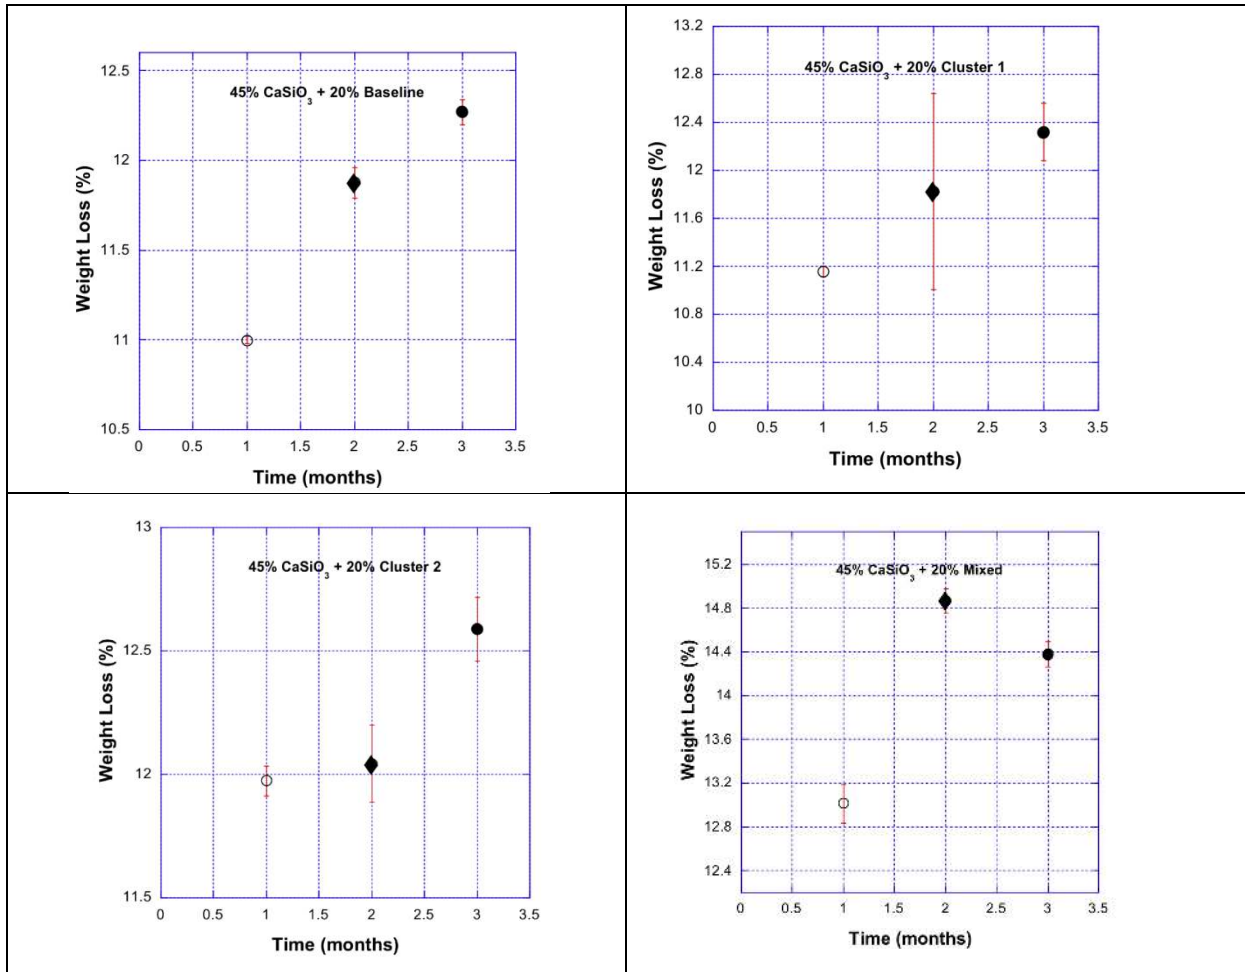 12.5
12
11.5
11
10.5
Weight Loss (%)
45% CaSiO3 + 20% Baseline
0 0.5 1 1.5 2 2.5 3 3.5
Time (months)
13.2
12.8
12.4
12
11.6
11.2
10.8
10.4
10
Weight Loss (%)
45% CaSiO3 + 20% Cluster 1
0 0.5 1 1.5 2 2.5 3 3.5
Time (months)
13
12.5
12
11.5
Weight Loss (%)
45% CaSiO3 + 20% Cluster 2
0 0.5 1 1.5 2 2.5 3 3.5
Time (months)
15.2
14.8
14.4
14
13.6
13.2
12.8
12.4
Weight Loss (%)
45% CaSiO3 + 20% Mixed
0 0.5 1 1.5 2 2.5 3 3.5
Time (months)